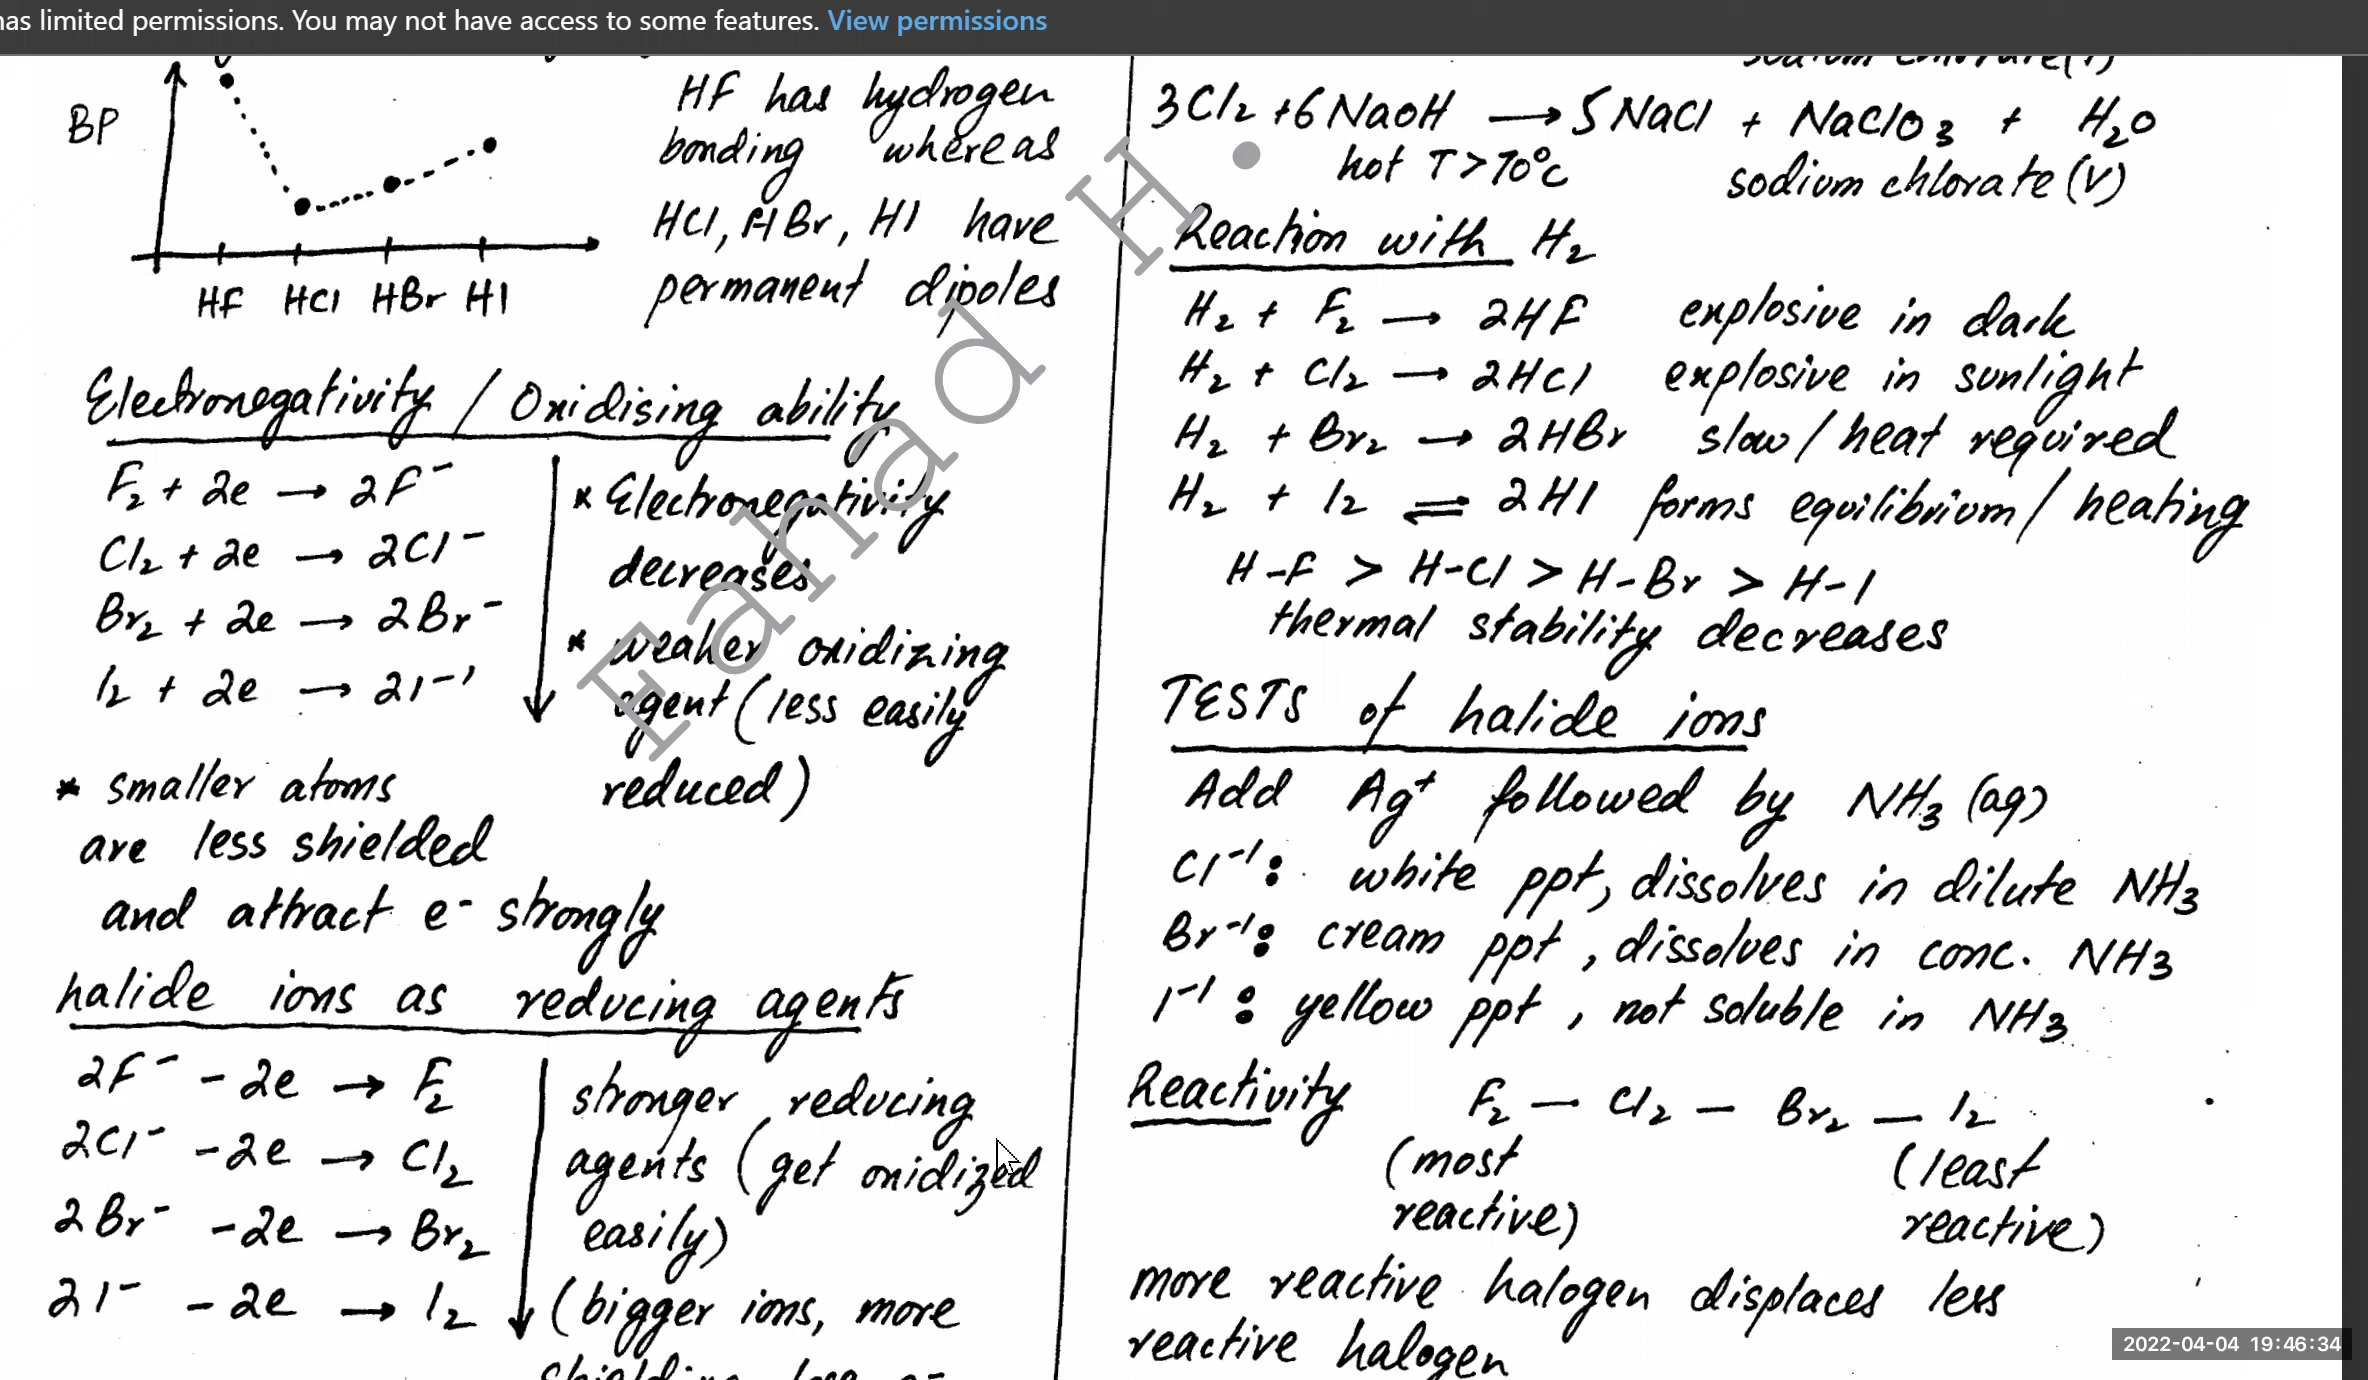 has limited permissions. You may not have access to some features. View permissions
BP
HF HCl HBr HI
HF has hydrogen
bonding whereas
HCl, HBr, HI have
permanent dipoles
Electronegativity / Oxidising ability
F₂ + 2e → 2F⁻
Cl₂ + 2e → 2Cl⁻
Br₂ + 2e → 2Br⁻
I₂ + 2e → 2I⁻¹
* Electronegativity
decreases
* weaker oxidizing
agent (less easily
reduced)
* smaller atoms
are less shielded
and attract e⁻ strongly
halide ions as reducing agents
2F⁻ - 2e → F₂
2Cl⁻ - 2e → Cl₂
2Br⁻ - 2e → Br₂
2I⁻ - 2e → I₂
stronger reducing
agents (get oxidized
easily)
(bigger ions, more
shielding less e⁻
sodium chlorate(I)
3Cl₂ + 6NaOH → 5NaCl + NaClO₃ + H₂O
hot T > 70°C sodium chlorate (V)
Reaction with H₂
H₂ + F₂ → 2HF explosive in dark
H₂ + Cl₂ → 2HCl explosive in sunlight
H₂ + Br₂ → 2HBr slow / heat required
H₂ + I₂ ⇌ 2HI forms equilibrium / heating
H-F > H-Cl > H-Br > H-I
thermal stability decreases
TESTS of halide ions
Add Ag⁺ followed by NH₃ (aq)
Cl⁻¹: white ppt, dissolves in dilute NH₃
Br⁻¹: cream ppt, dissolves in conc. NH₃
I⁻¹: yellow ppt, not soluble in NH₃
Reactivity F₂ — Cl₂ — Br₂ — I₂
(most (least
reactive) reactive)
more reactive halogen displaces less
reactive halogen
Fahad H.
2022-04-04 19:46:34